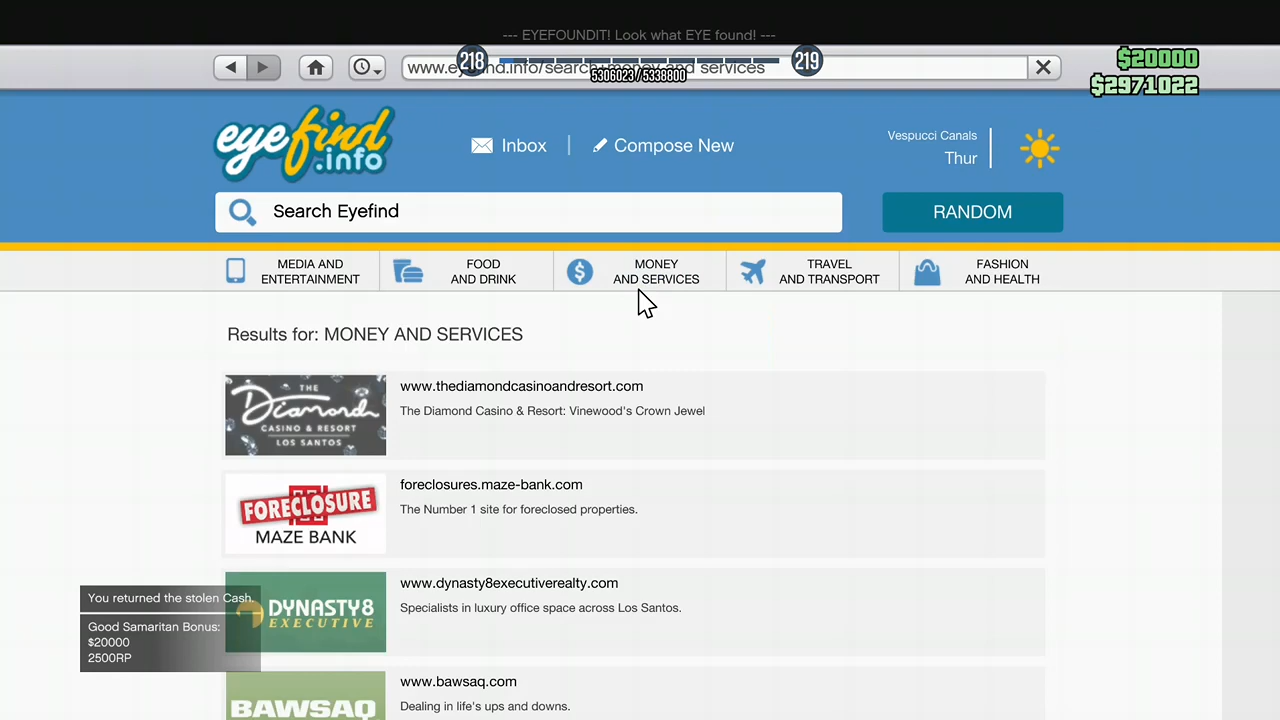 --- EYEFOUNDIT! Look what EYE found! ---
218
219
5306023 / 5338800
$20000
$2971022
eyefind
.info
Inbox
Compose New
Vespucci Canals
Thur
Search Eyefind
RANDOM
MEDIA AND
ENTERTAINMENT
FOOD
AND DRINK
MONEY
AND SERVICES
TRAVEL
AND TRANSPORT
FASHION
AND HEALTH
Results for: MONEY AND SERVICES
THE
Diamond
CASINO & RESORT
LOS SANTOS
www.thediamondcasinoandresort.com
The Diamond Casino & Resort: Vinewood's Crown Jewel
FORECLOSURE
MAZE BANK
foreclosures.maze-bank.com
The Number 1 site for foreclosed properties.
DYNASTY8
EXECUTIVE
www.dynasty8executiverealty.com
Specialists in luxury office space across Los Santos.
You returned the stolen Cash.
Good Samaritan Bonus:
$20000
2500RP
BAWSAQ
www.bawsaq.com
Dealing in life's ups and downs.